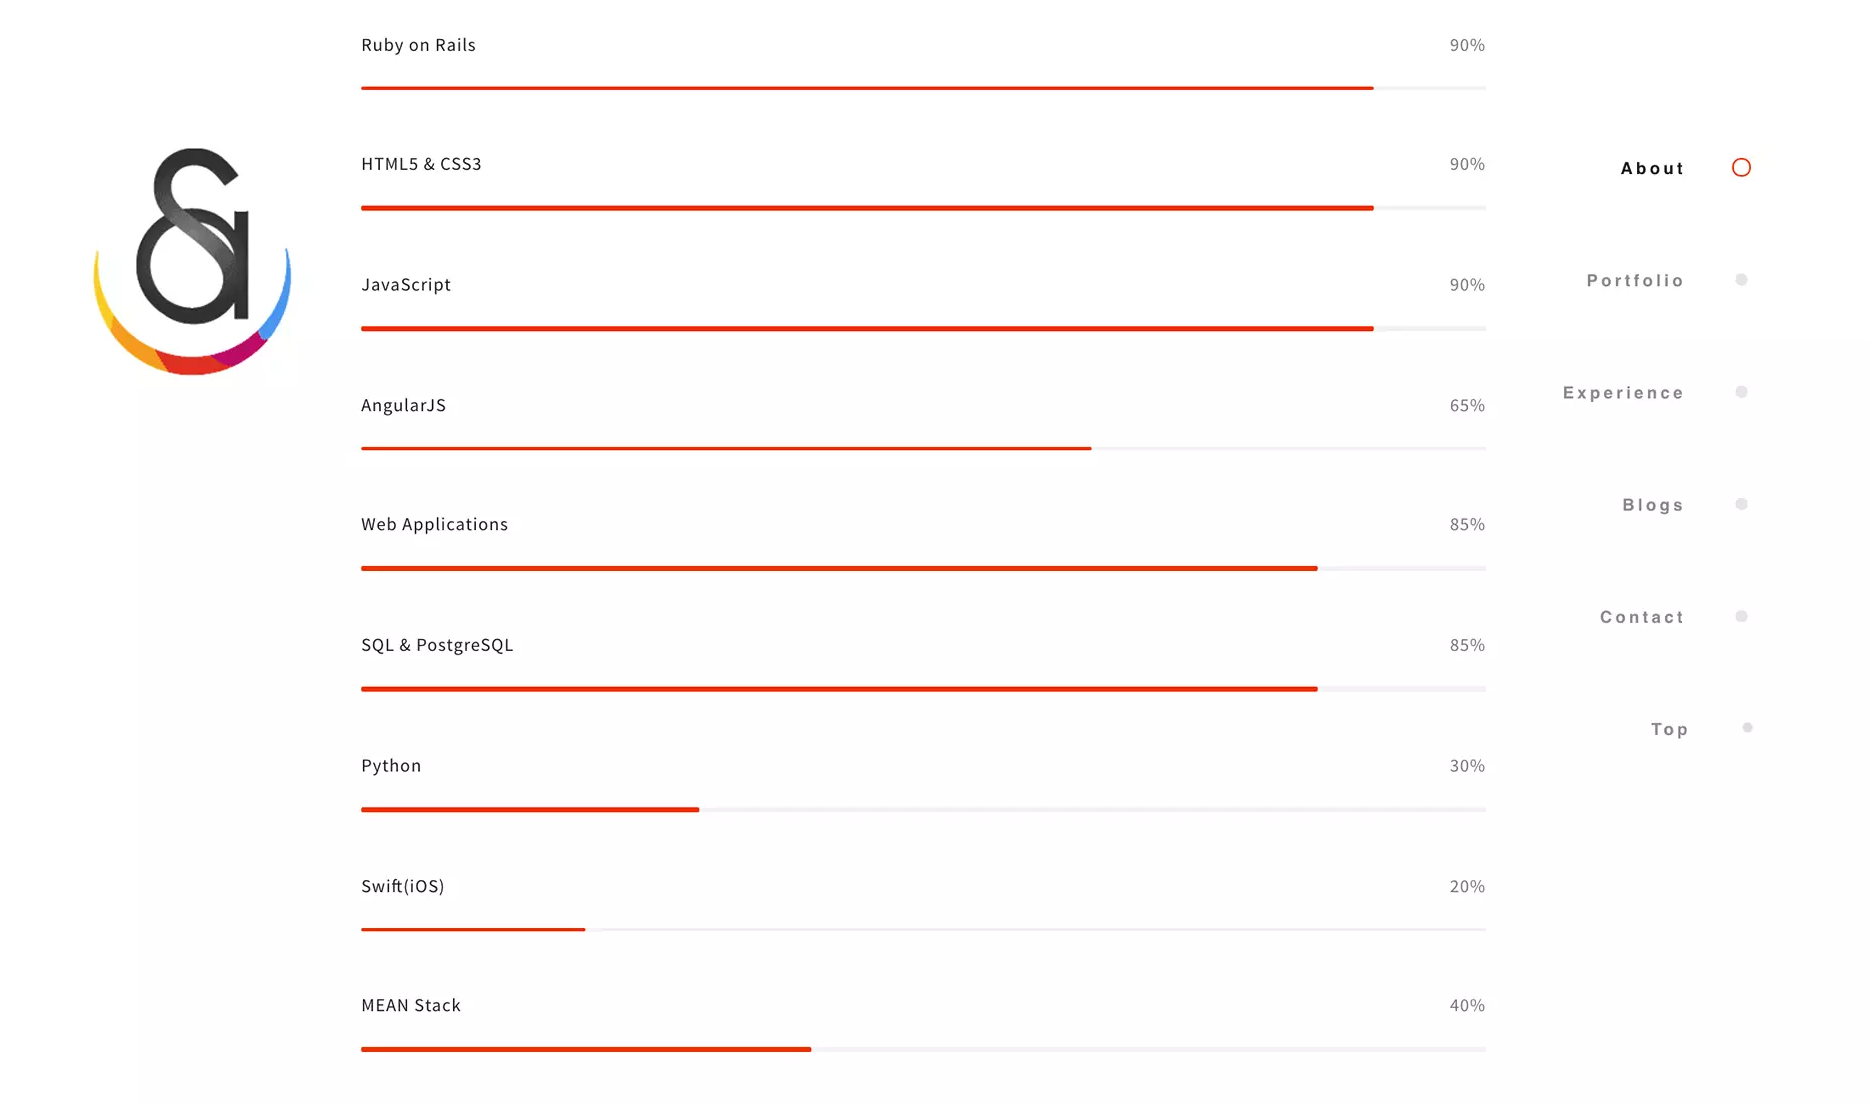 Ruby on Rails 90%
HTML5 & CSS3 90%
JavaScript 90%
AngularJS 65%
Web Applications 85%
SQL & PostgreSQL 85%
Python 30%
Swift(iOS) 20%
MEAN Stack 40%
About
Portfolio
Experience
Blogs
Contact
Top